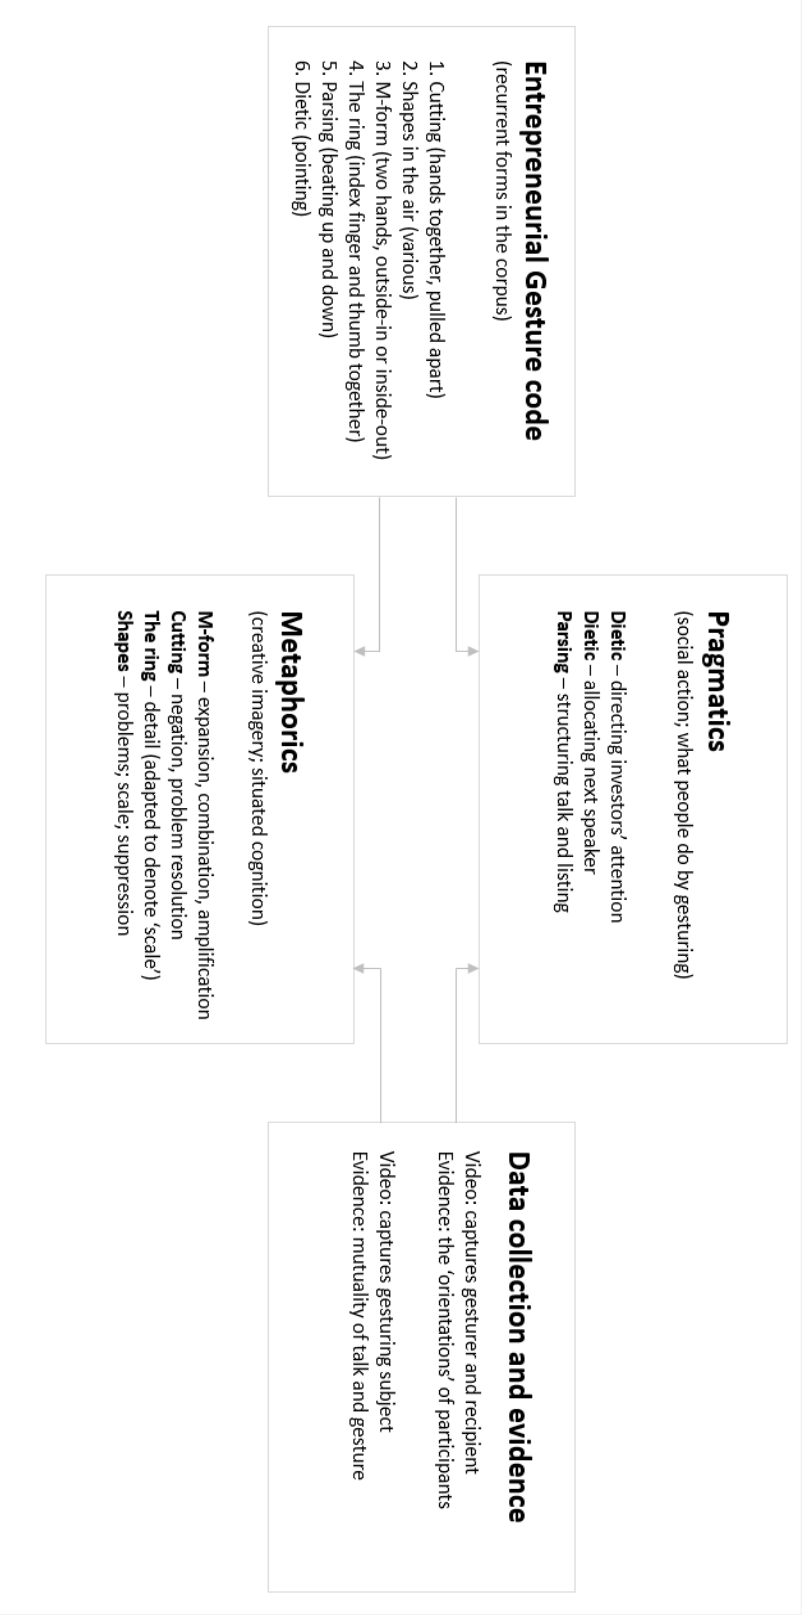 Entrepreneurial Gesture code
(recurrent forms in the corpus)
1. Cutting (hands together, pulled apart)
2. Shapes in the air (various)
3. M-form (two hands, outside-in or inside-out)
4. The ring (index finger and thumb together)
5. Parsing (beating up and down)
6. Dietic (pointing)
Pragmatics
(social action; what people do by gesturing)
Dietic – directing investors’ attention
Dietic – allocating next speaker
Parsing – structuring talk and listing
Metaphorics
(creative imagery; situated cognition)
M-form – expansion, combination, amplification
Cutting – negation, problem resolution
The ring – detail (adapted to denote ‘scale’)
Shapes – problems; scale; suppression
Data collection and evidence
Video: captures gesturer and recipient
Evidence: the ‘orientations’ of participants
Video: captures gesturing subject
Evidence: mutuality of talk and gesture